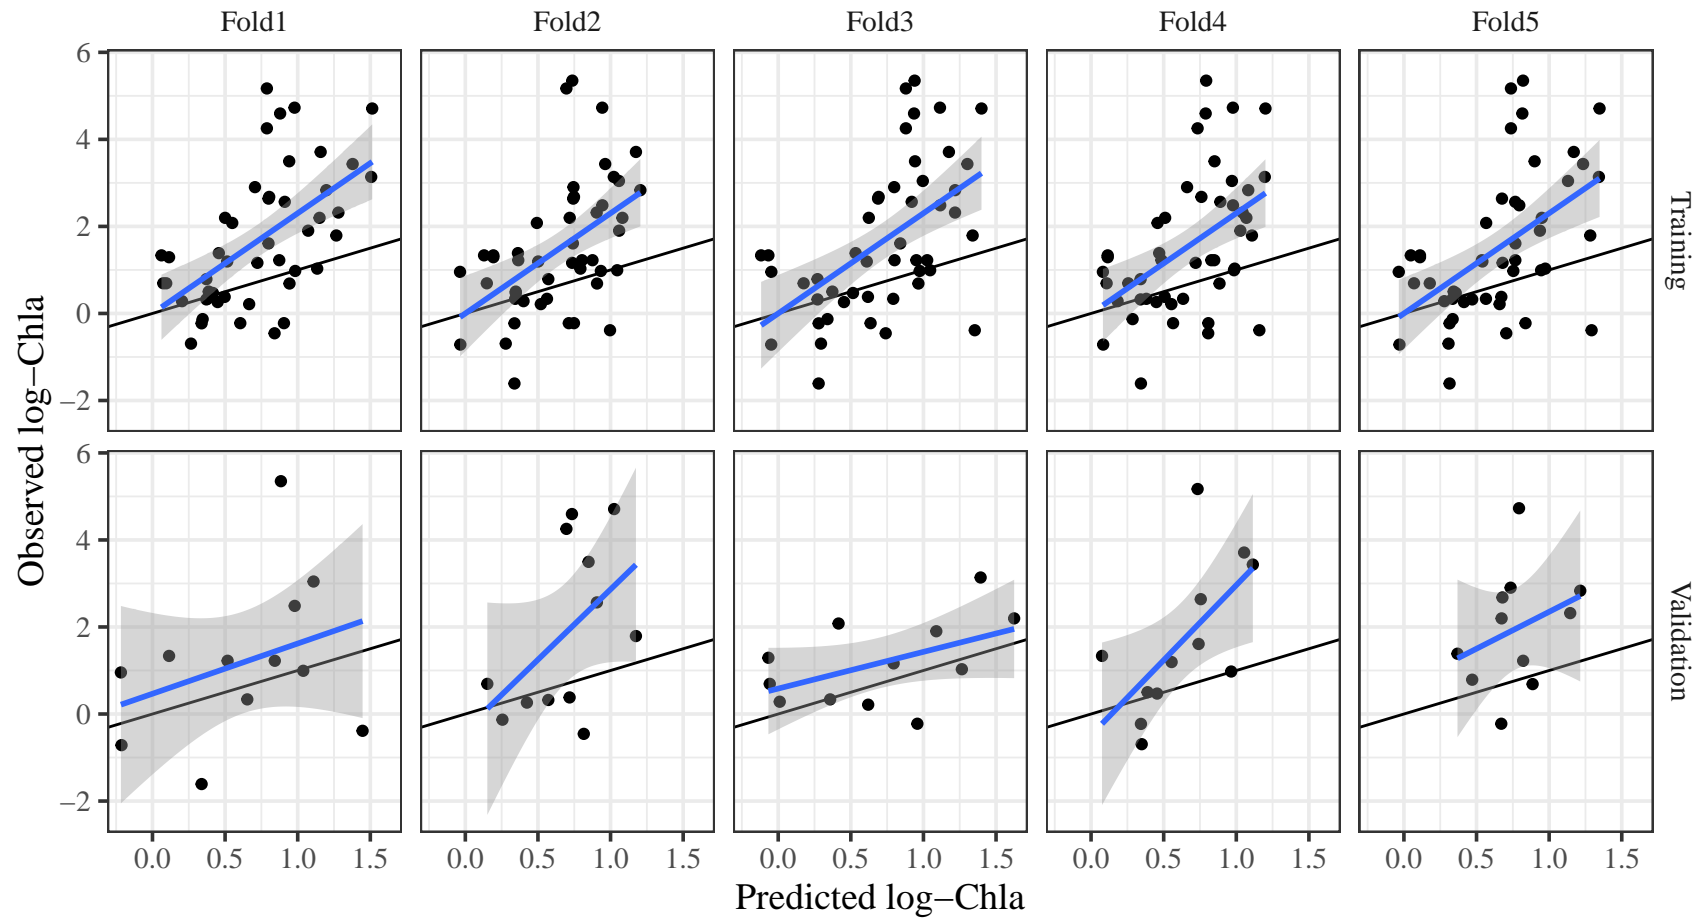 Fold1 Fold2 Fold3 Fold4 Fold5
6
4
2
0
−2
Training
6
4
2
0
−2
Validation
Observed log−Chla
0.0 0.5 1.0 1.5 0.0 0.5 1.0 1.5 0.0 0.5 1.0 1.5 0.0 0.5 1.0 1.5 0.0 0.5 1.0 1.5
Predicted log−Chla